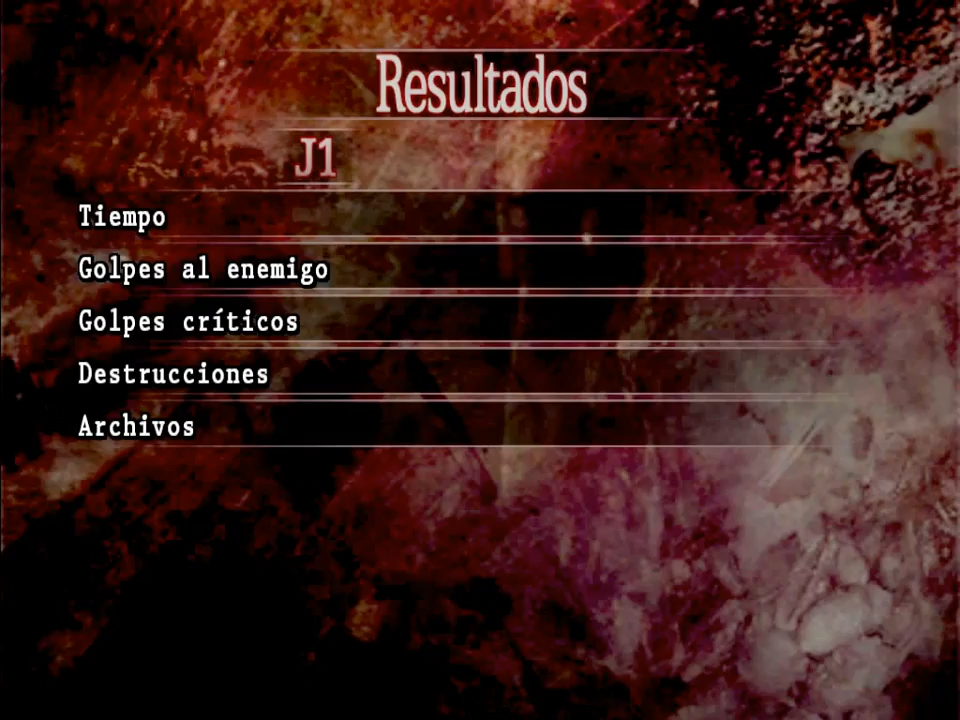 Resultados
J1
Tiempo
Golpes al enemigo
Golpes críticos
Destrucciones
Archivos